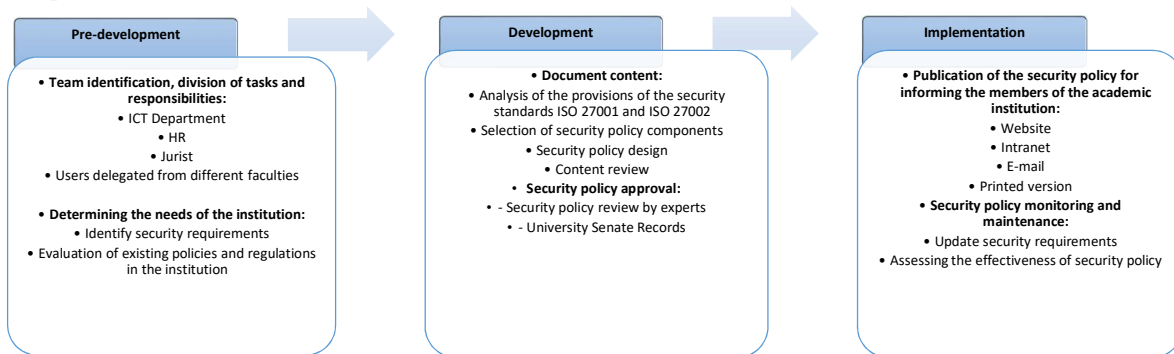 Pre-development
• Team identification, division of tasks and
responsibilities:
• ICT Department
• HR
• Jurist
• Users delegated from different faculties
• Determining the needs of the institution:
• Identify security requirements
• Evaluation of existing policies and regulations
in the institution
Development
• Document content:
• Analysis of the provisions of the security
standards ISO 27001 and ISO 27002
• Selection of security policy components
• Security policy design
• Content review
• Security policy approval:
• - Security policy review by experts
• - University Senate Records
Implementation
• Publication of the security policy for
informing the members of the academic
institution:
• Website
• Intranet
• E-mail
• Printed version
• Security policy monitoring and
maintenance:
• Update security requirements
• Assessing the effectiveness of security policy